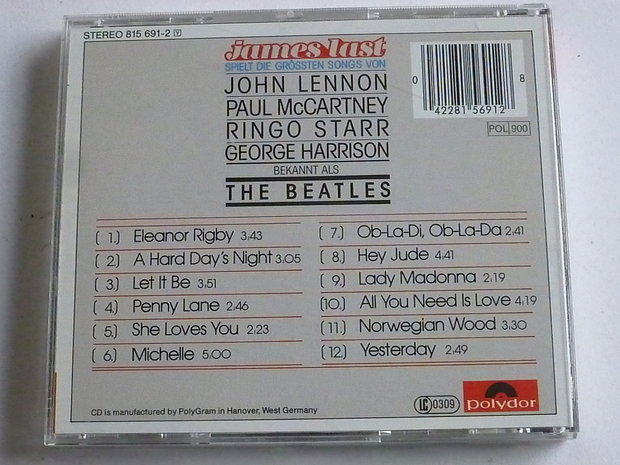 STEREO 815 691-2 Y
james last
SPIELT DIE GRÖSSTEN SONGS VON
JOHN LENNON
PAUL McCARTNEY
RINGO STARR
GEORGE HARRISON
BEKANNT ALS
THE BEATLES
0 42281 56912 8
POL 900
( 1.) Eleanor Rigby 3:43
( 2.) A Hard Day's Night 3:05
( 3.) Let It Be 3:51
( 4.) Penny Lane 2:46
( 5.) She Loves You 2:23
( 6.) Michelle 5:00
( 7.) Ob-La-Di, Ob-La-Da 2:41
( 8.) Hey Jude 4:41
( 9.) Lady Madonna 2:19
(10.) All You Need Is Love 4:19
(11.) Norwegian Wood 3:30
(12.) Yesterday 2:49
CD is manufactured by PolyGram in Hanover, West Germany
LC 0309
polydor